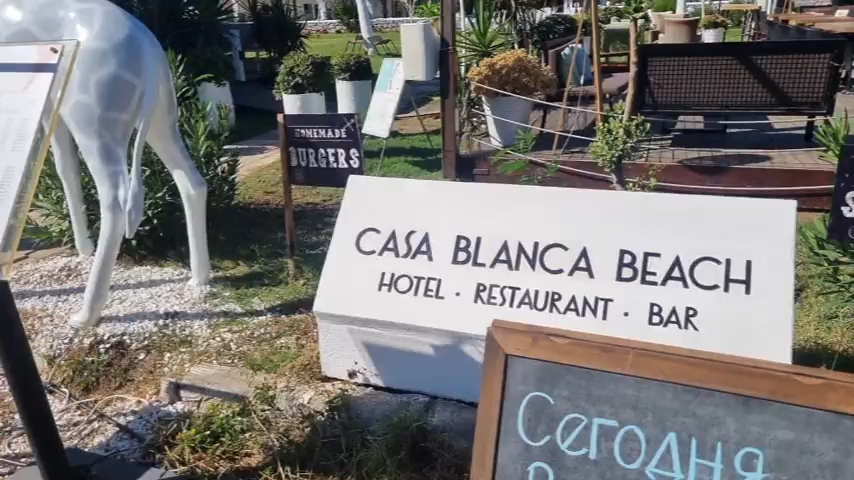 HOMEMADE
BURGERS
CASA BLANCA BEACH
HOTEL · RESTAURANT · BAR
Сегодня